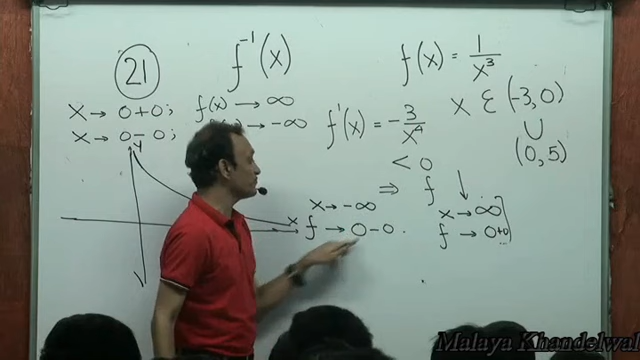 21
f⁻¹(x)
f(x) = 1/x³
x → 0+0; f(x) → ∞
x → 0-0; → -∞
f'(x) = -3/x⁴
x ∈ (-3,0)
∪
(0,5)
< 0
⇒ f ↓
y
x
x → -∞
f → 0-0.
x → ∞
f → 0+0
Malaya Khandelwal